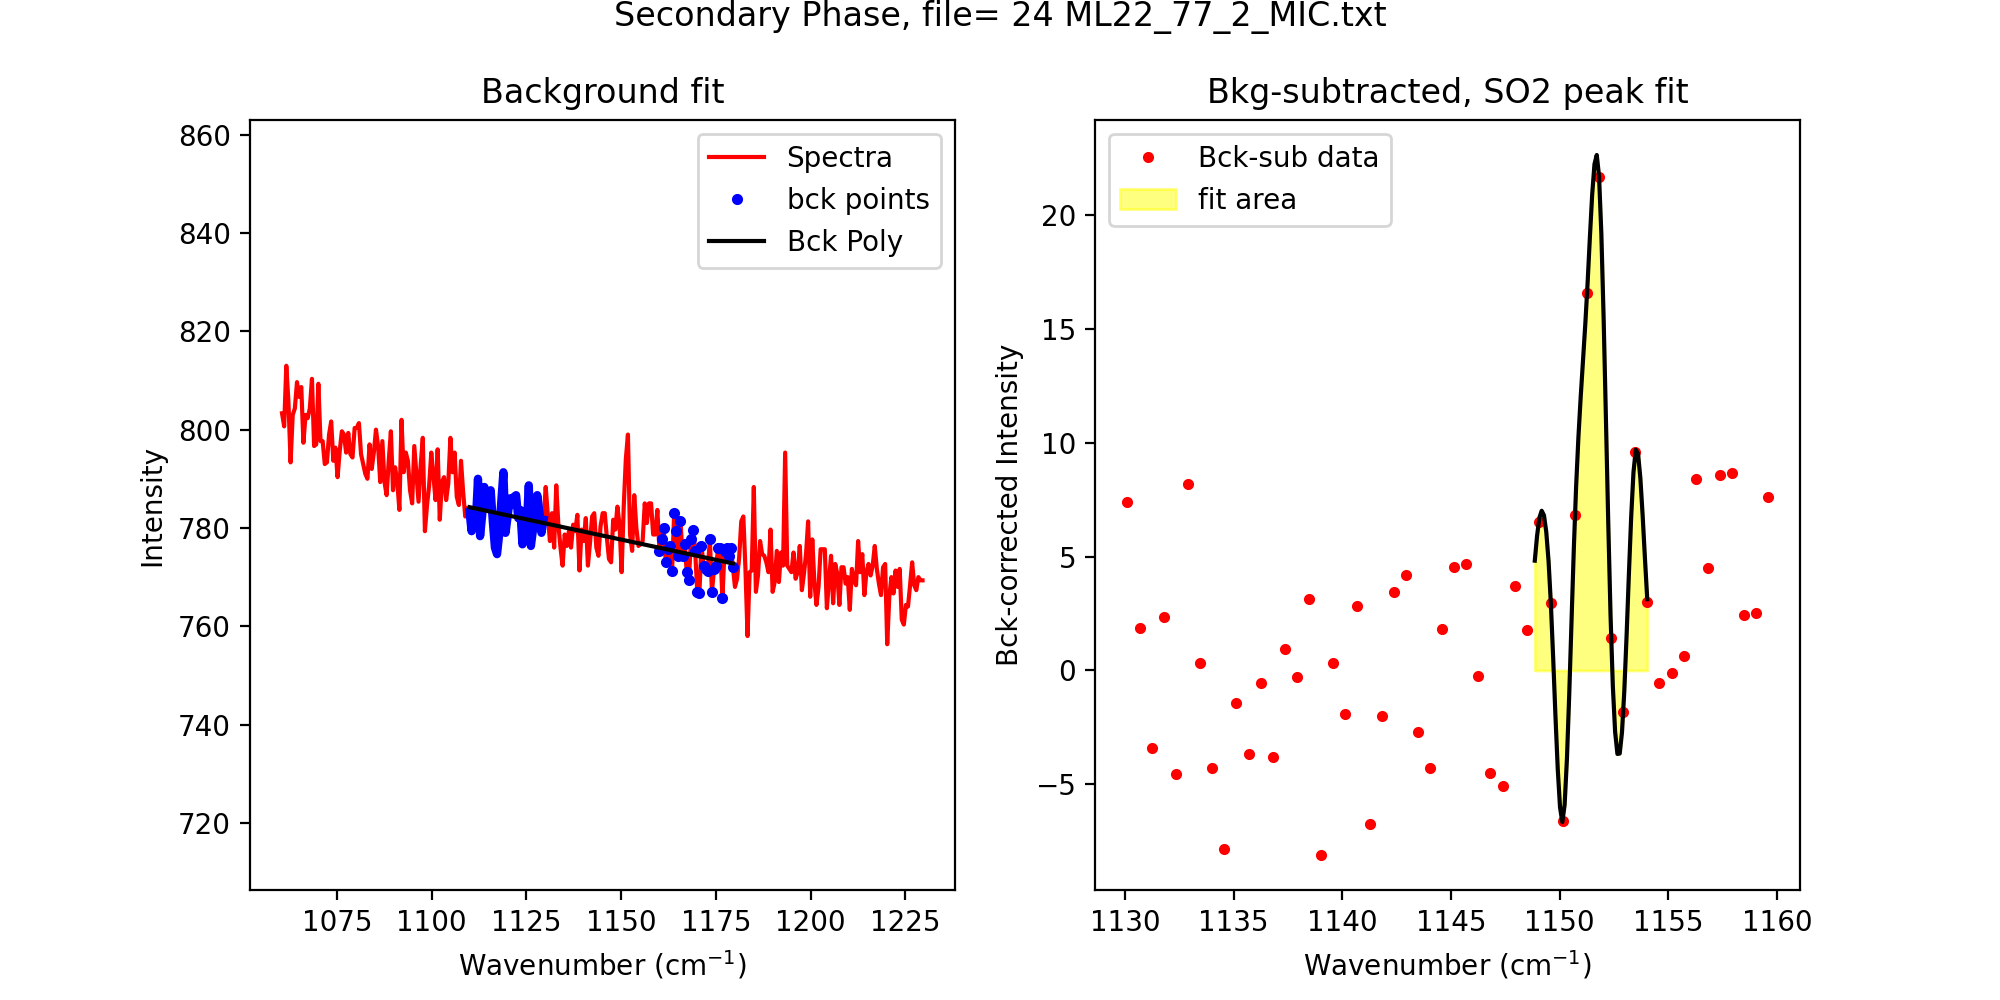 Secondary Phase, file= 24 ML22_77_2_MIC.txt
Background fit
860
840
820
800
780
760
740
720
Intensity
Spectra
bck points
Bck Poly
1075 1100 1125 1150 1175 1200 1225
Wavenumber (cm⁻¹)
Bkg-subtracted, SO2 peak fit
20
15
10
5
0
−5
Bck-corrected Intensity
Bck-sub data
fit area
1130 1135 1140 1145 1150 1155 1160
Wavenumber (cm⁻¹)